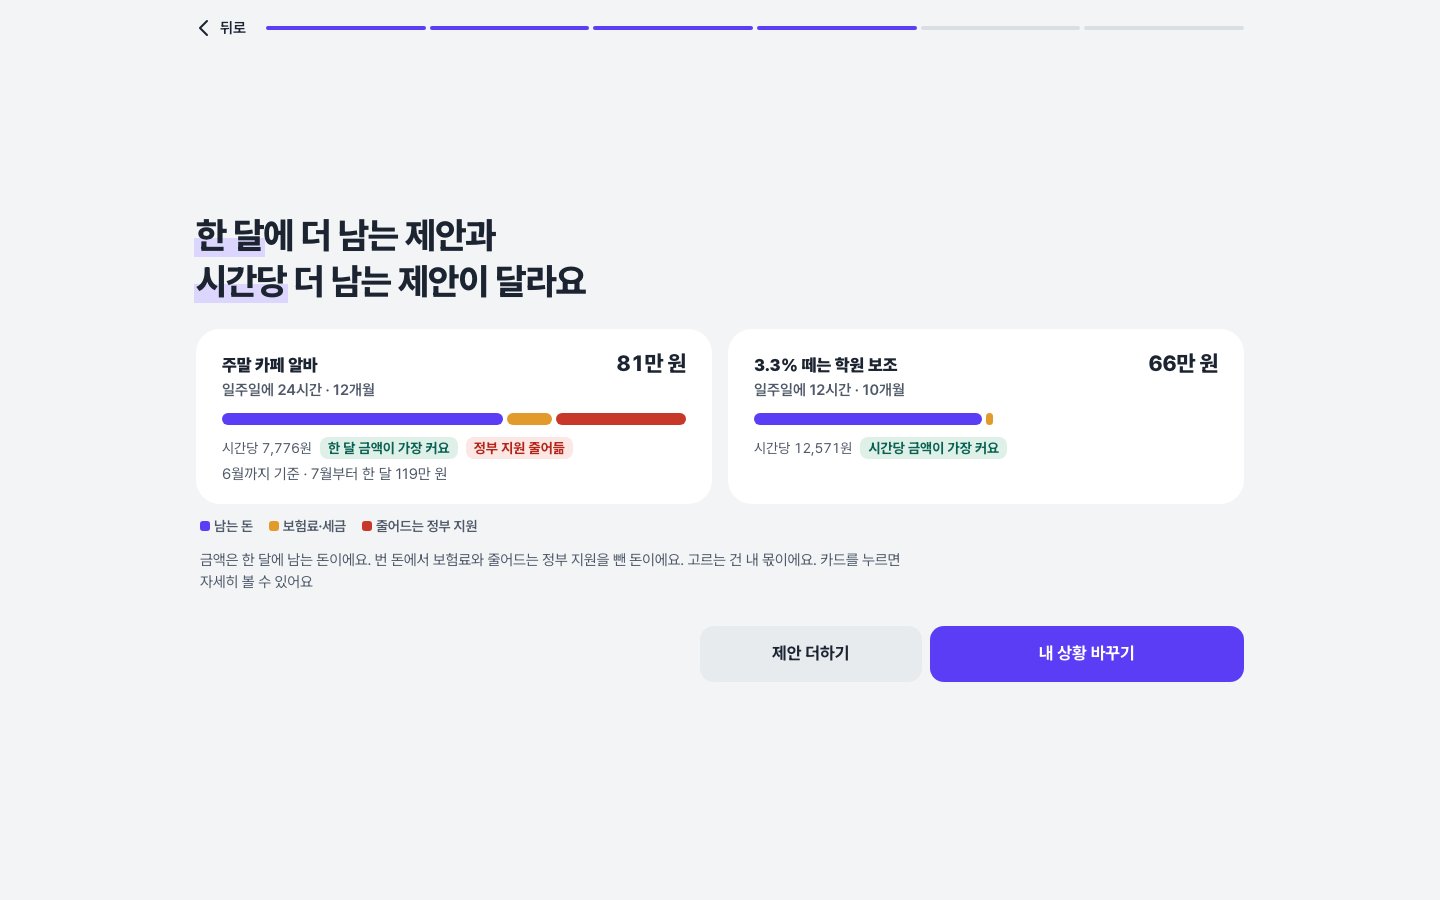 뒤로
한 달에 더 남는 제안과
시간당 더 남는 제안이 달라요
주말 카페 알바
81만 원
일주일에 24시간 · 12개월
시간당 7,776원
한 달 금액이 가장 커요
정부 지원 줄어듦
6월까지 기준 · 7월부터 한 달 119만 원
3.3% 떼는 학원 보조
66만 원
일주일에 12시간 · 10개월
시간당 12,571원
시간당 금액이 가장 커요
남는 돈
보험료·세금
줄어드는 정부 지원
금액은 한 달에 남는 돈이에요. 번 돈에서 보험료와 줄어드는 정부 지원을 뺀 돈이에요. 고르는 건 내 몫이에요. 카드를 누르면
자세히 볼 수 있어요
제안 더하기
내 상황 바꾸기